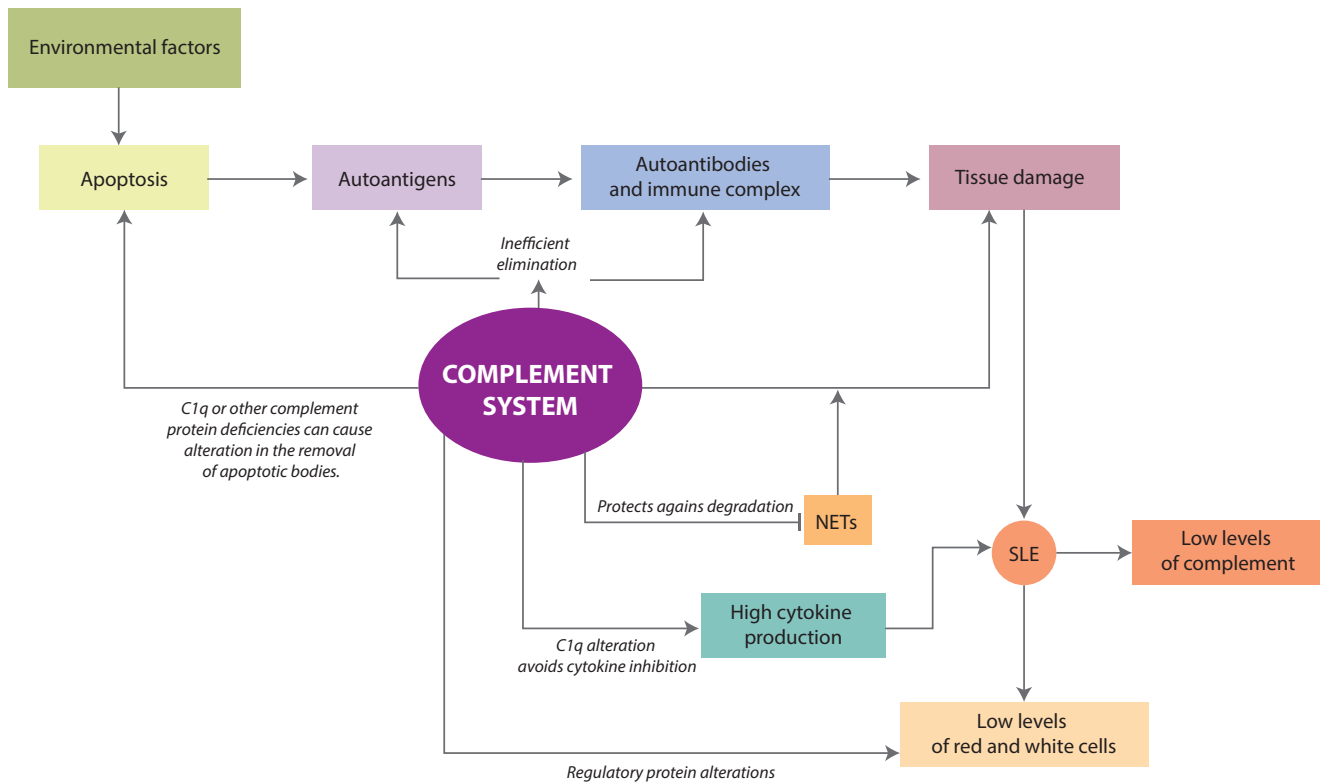 Environmental factors
Apoptosis
Autoantigens
Autoantibodies
and immune complex
Tissue damage
Inefficient
elimination
COMPLEMENT
SYSTEM
C1q or other complement
protein deficiencies can cause
alteration in the removal
of apoptotic bodies.
Protects agains degradation
NETs
SLE
Low levels
of complement
High cytokine
production
C1q alteration
avoids cytokine inhibition
Low levels
of red and white cells
Regulatory protein alterations